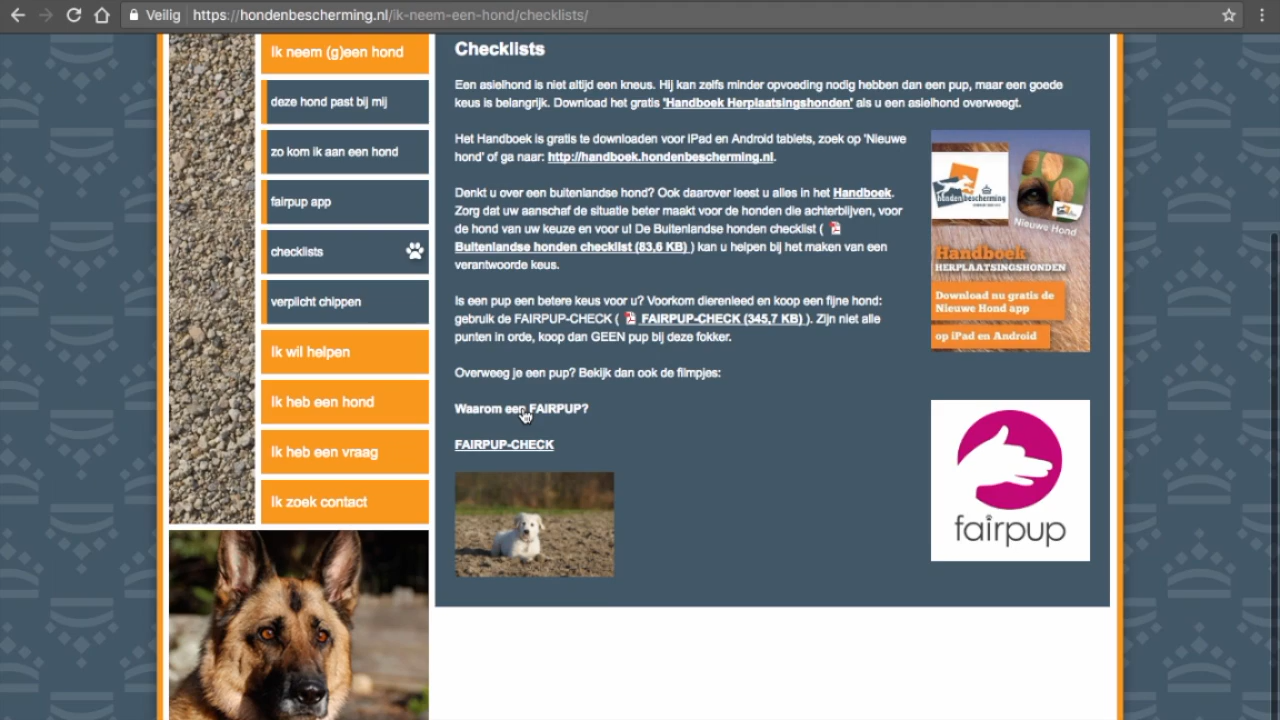 Veilig https://hondenbescherming.nl/ik-neem-een-hond/checklists/
Ik neem (g)een hond
deze hond past bij mij
zo kom ik aan een hond
fairpup app
checklists
verplicht chippen
Ik wil helpen
Ik heb een hond
Ik heb een vraag
Ik zoek contact
Checklists
Een asielhond is niet altijd een kneus. Hij kan zelfs minder opvoeding nodig hebben dan een pup, maar een goede
keus is belangrijk. Download het gratis 'Handboek Herplaatsingshonden' als u een asielhond overweegt.
Het Handboek is gratis te downloaden voor iPad en Android tablets, zoek op 'Nieuwe
hond' of ga naar: http://handboek.hondenbescherming.nl.
Denkt u over een buitenlandse hond? Ook daarover leest u alles in het Handboek.
Zorg dat uw aanschaf de situatie beter maakt voor de honden die achterblijven, voor
de hond van uw keuze en voor u! De Buitenlandse honden checklist (
Buitenlandse honden checklist (83,6 KB) ) kan u helpen bij het maken van een
verantwoorde keus.
Is een pup een betere keus voor u? Voorkom dierenleed en koop een fijne hond:
gebruik de FAIRPUP-CHECK ( FAIRPUP-CHECK (345,7 KB) ). Zijn niet alle
punten in orde, koop dan GEEN pup bij deze fokker.
Overweeg je een pup? Bekijk dan ook de filmpjes:
Waarom een FAIRPUP?
FAIRPUP-CHECK
hondenbescherming
Nieuwe Hond
Handboek
HERPLAATSINGSHONDEN
Download nu gratis de
Nieuwe Hond app
op iPad en Android
fairpup